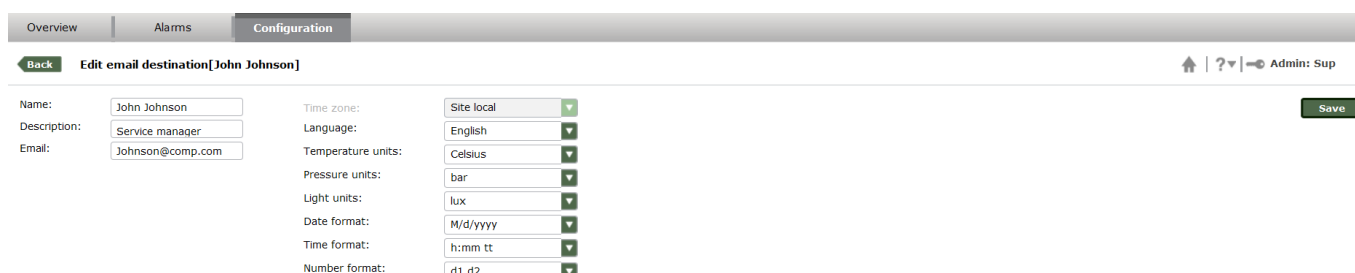 Overview Alarms Configuration
Back Edit email destination[John Johnson] ? Admin: Sup
Name: John Johnson Time zone: Site local Save
Description: Service manager Language: English
Email: Johnson@comp.com Temperature units: Celsius
Pressure units: bar
Light units: lux
Date format: M/d/yyyy
Time format: h:mm tt
Number format: d1,d2